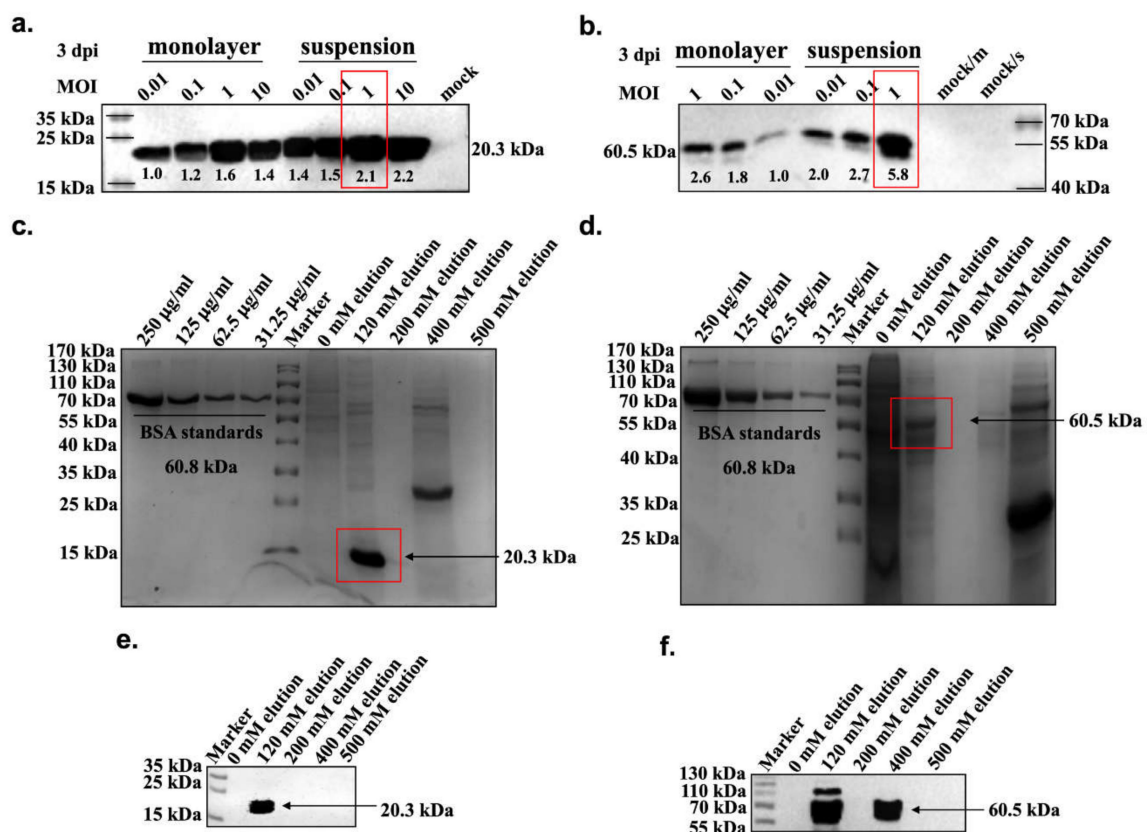 a.
3 dpi monolayer suspension
MOI 0.01 0.1 1 10 0.01 0.1 1 10 mock
35 kDa
25 kDa
20.3 kDa
1.0 1.2 1.6 1.4 1.4 1.5 2.1 2.2
15 kDa
b.
3 dpi monolayer suspension mock/m mock/s
MOI 1 0.1 0.01 0.01 0.1 1
70 kDa
60.5 kDa 55 kDa
2.6 1.8 1.0 2.0 2.7 5.8
40 kDa
c.
250 µg/ml 125 µg/ml 62.5 µg/ml 31.25 µg/ml Marker 0 mM elution 120 mM elution 200 mM elution 400 mM elution 500 mM elution
170 kDa
130 kDa
110 kDa
70 kDa
55 kDa
BSA standards
40 kDa
60.8 kDa
35 kDa
25 kDa
15 kDa
20.3 kDa
d.
250 µg/ml 125 µg/ml 62.5 µg/ml 31.25 µg/ml Marker 0 mM elution 120 mM elution 200 mM elution 400 mM elution 500 mM elution
170 kDa
130 kDa
110 kDa
70 kDa
55 kDa 60.5 kDa
BSA standards
40 kDa
60.8 kDa
35 kDa
25 kDa
e.
Marker 0 mM elution 120 mM elution 200 mM elution 400 mM elution 500 mM elution
35 kDa
25 kDa
15 kDa 20.3 kDa
f.
Marker 0 mM elution 120 mM elution 200 mM elution 400 mM elution 500 mM elution
130 kDa
110 kDa
70 kDa 60.5 kDa
55 kDa